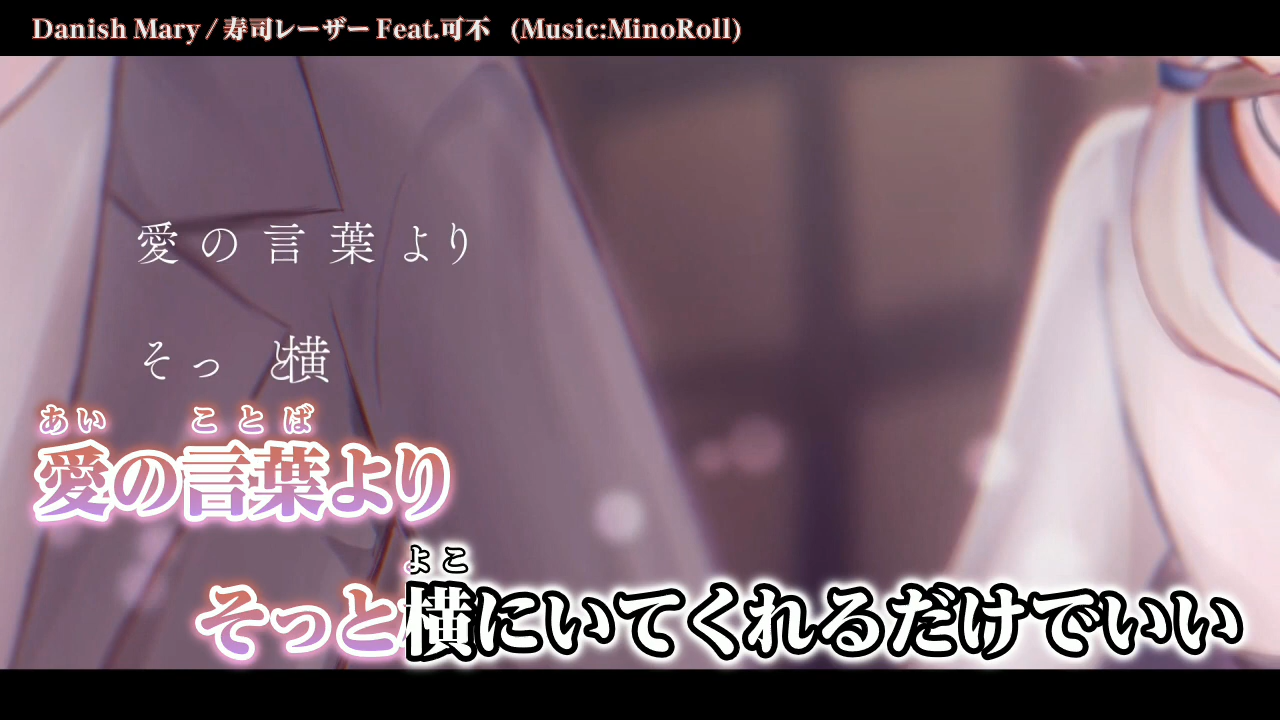 Danish Mary / 寿司レーザー Feat.可不 (Music:MinoRoll)
愛の言葉より
そっと横
あい ことば
愛の言葉より
よこ
そっと横にいてくれるだけでいい